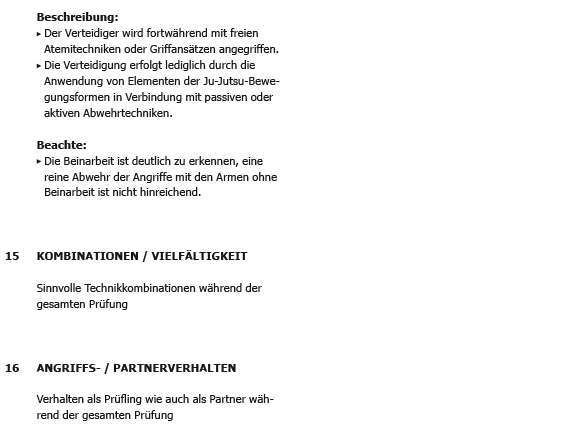 Beschreibung:
▸ Der Verteidiger wird fortwährend mit freien
Atemitechniken oder Griffansätzen angegriffen.
▸ Die Verteidigung erfolgt lediglich durch die
Anwendung von Elementen der Ju-Jutsu-Bewe-
gungsformen in Verbindung mit passiven oder
aktiven Abwehrtechniken.
Beachte:
▸ Die Beinarbeit ist deutlich zu erkennen, eine
reine Abwehr der Angriffe mit den Armen ohne
Beinarbeit ist nicht hinreichend.
15 KOMBINATIONEN / VIELFÄLTIGKEIT
Sinnvolle Technikkombinationen während der
gesamten Prüfung
16 ANGRIFFS- / PARTNERVERHALTEN
Verhalten als Prüfling wie auch als Partner wäh-
rend der gesamten Prüfung